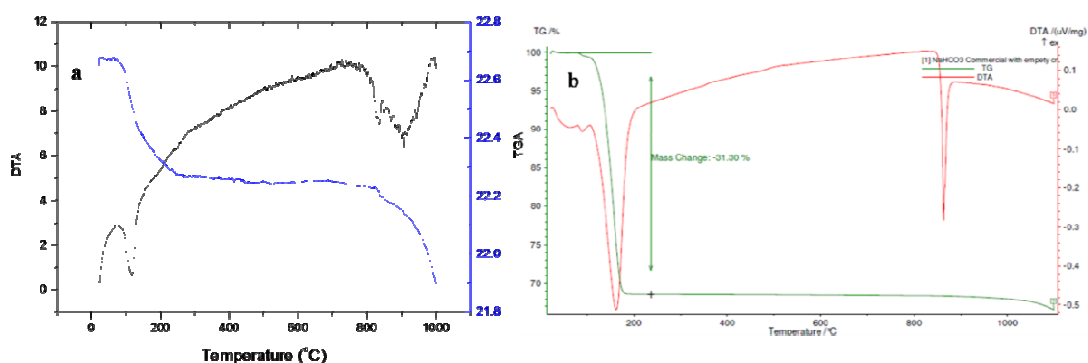 a
DTA
12
10
8
6
4
2
0
0
200
400
600
800
1000
Temperature (°C)
22.8
22.6
22.4
22.2
22.0
21.8
TGA
b
TG /%
100
95
90
85
80
75
70
Mass Change: -31.30 %
DTA /(uV/mg)
↑ ex
[1] NaHCO3 Commercial with empety cr
TG
DTA
0.1
0.0
-0.1
-0.2
-0.3
-0.4
-0.5
200
400
600
800
1000
Temperature /°C